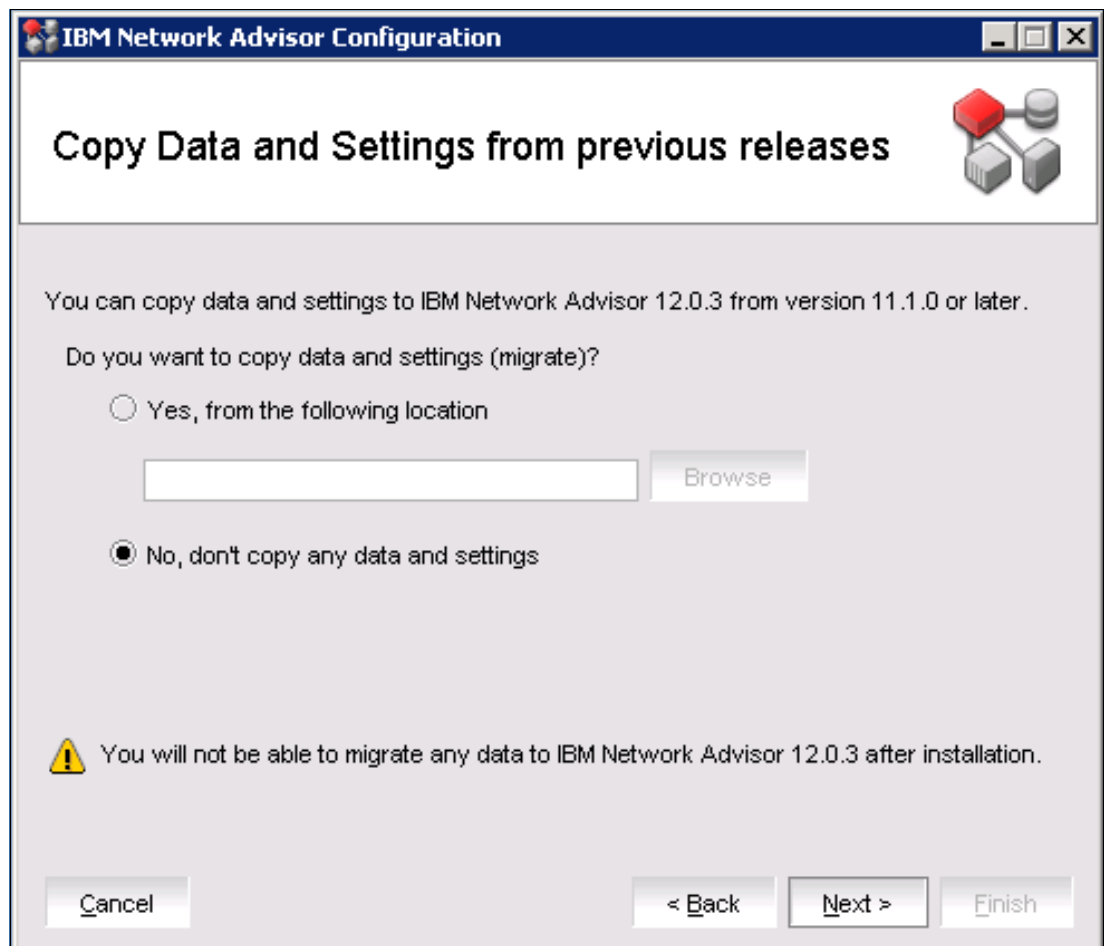 IBM Network Advisor Configuration
Copy Data and Settings from previous releases
You can copy data and settings to IBM Network Advisor 12.0.3 from version 11.1.0 or later.
Do you want to copy data and settings (migrate)?
Yes, from the following location
Browse
No, don't copy any data and settings
You will not be able to migrate any data to IBM Network Advisor 12.0.3 after installation.
Cancel < Back Next > Finish